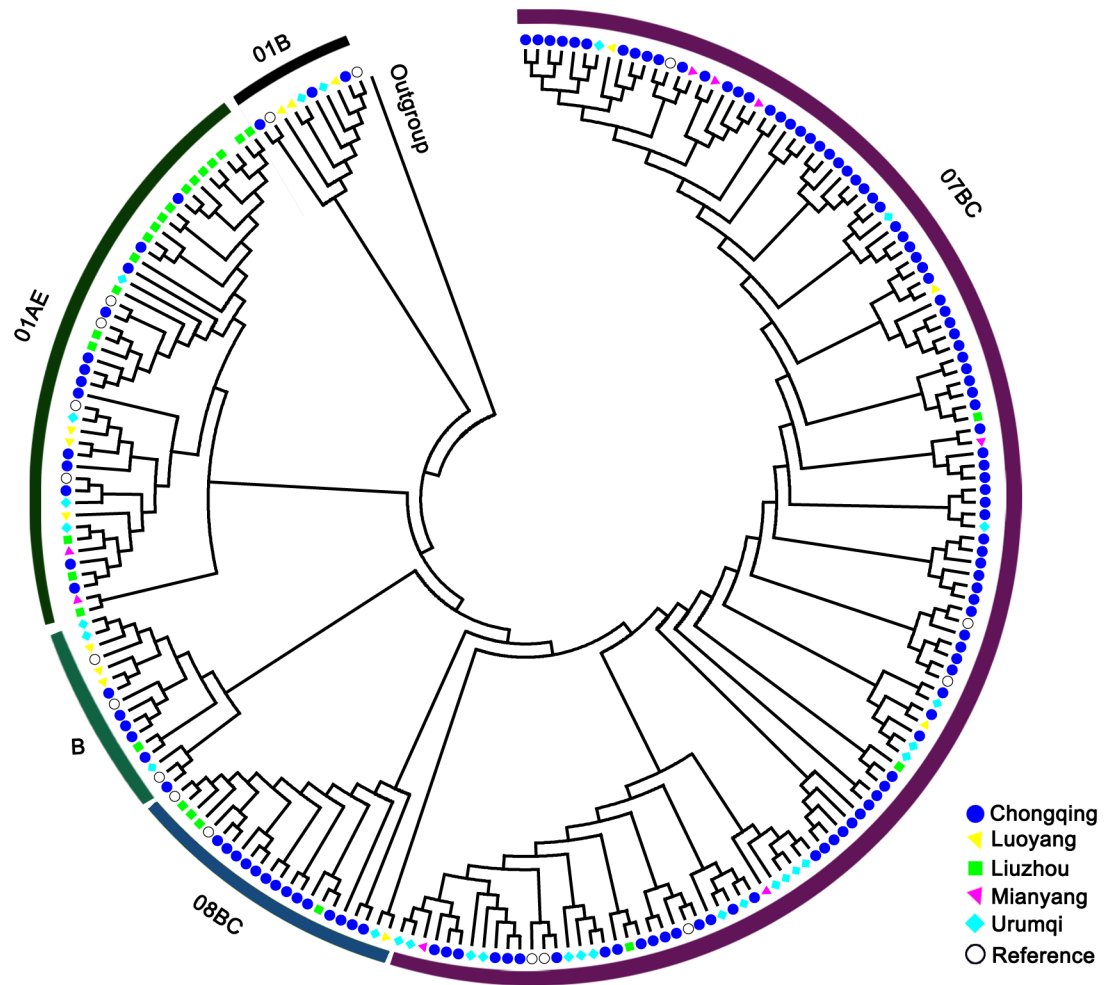 01B
Outgroup
07BC
01AE
B
08BC
Chongqing
Luoyang
Liuzhou
Mianyang
Urumqi
Reference